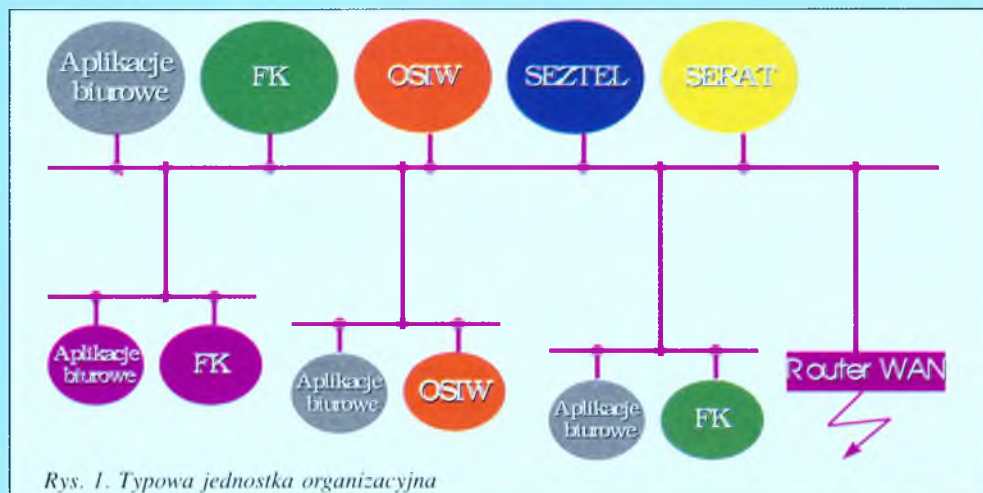 Aplikacje
biurowe
FK
OSIW
SEZTEL
SERAT
Aplikacje
biurowe
FK
Aplikacje
biurowe
OSIW
Aplikacje
biurowe
FK
Router WAN
Rys. 1. Typowa jednostka organizacyjna